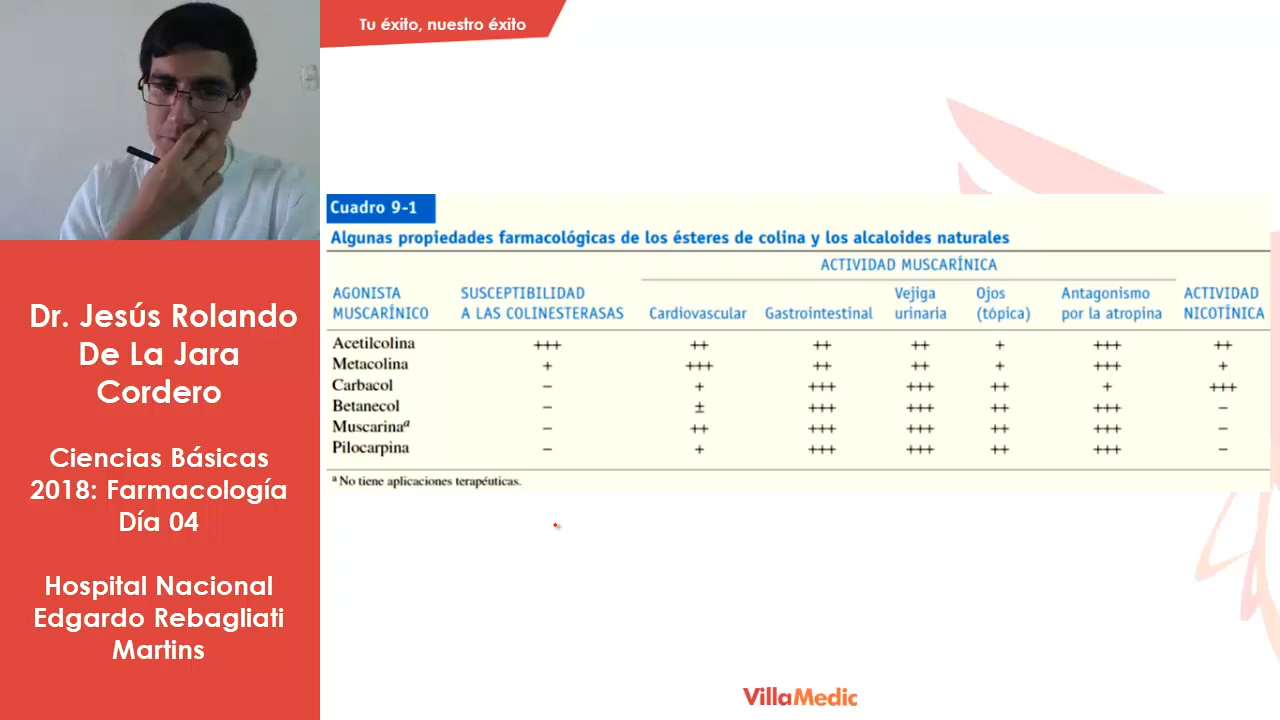 Tu éxito, nuestro éxito
Dr. Jesús Rolando
De La Jara
Cordero
Ciencias Básicas
2018: Farmacología
Día 04
Hospital Nacional
Edgardo Rebagliati
Martins
Cuadro 9-1
Algunas propiedades farmacológicas de los ésteres de colina y los alcaloides naturales
ACTIVIDAD MUSCARÍNICA
AGONISTA MUSCARÍNICO SUSCEPTIBILIDAD A LAS COLINESTERASAS Cardiovascular Gastrointestinal Vejiga urinaria Ojos (tópica) Antagonismo por la atropina ACTIVIDAD NICOTÍNICA
Acetilcolina +++ ++ ++ ++ + +++ ++
Metacolina + +++ ++ ++ + +++ +
Carbacol – + +++ +++ ++ + +++
Betanecol – ± +++ +++ ++ +++ –
Muscarinaª – ++ +++ +++ ++ +++ –
Pilocarpina – + +++ +++ ++ +++ –
ª No tiene aplicaciones terapéuticas.
VillaMedic